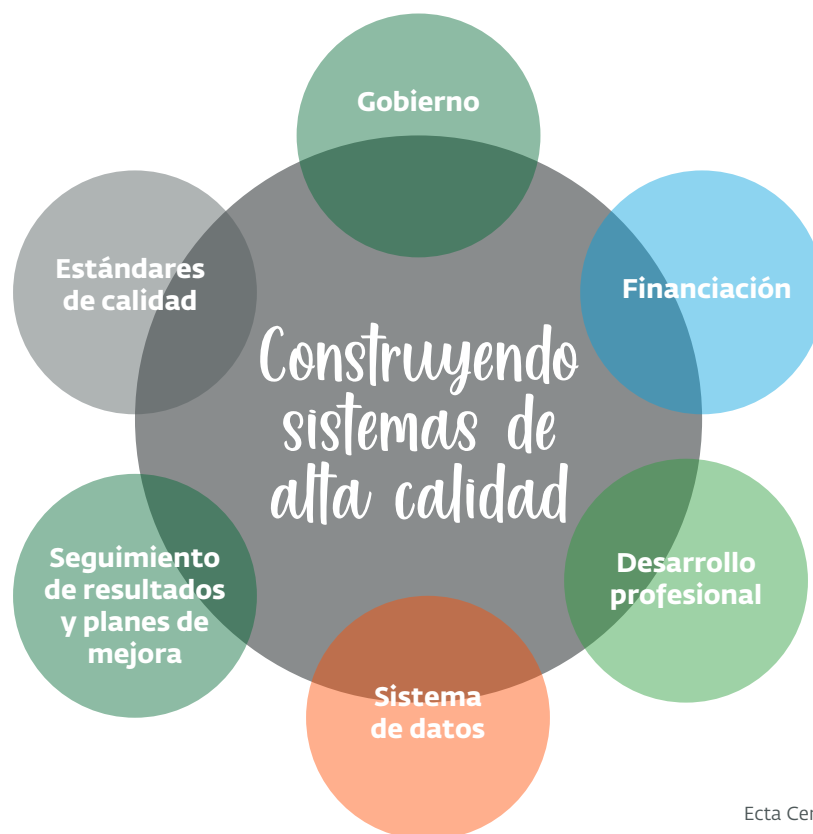 Gobierno
Estándares
de calidad
Financiación
Construyendo
sistemas de
alta calidad
Seguimiento
de resultados
y planes de
mejora
Desarrollo
profesional
Sistema
de datos
Ecta